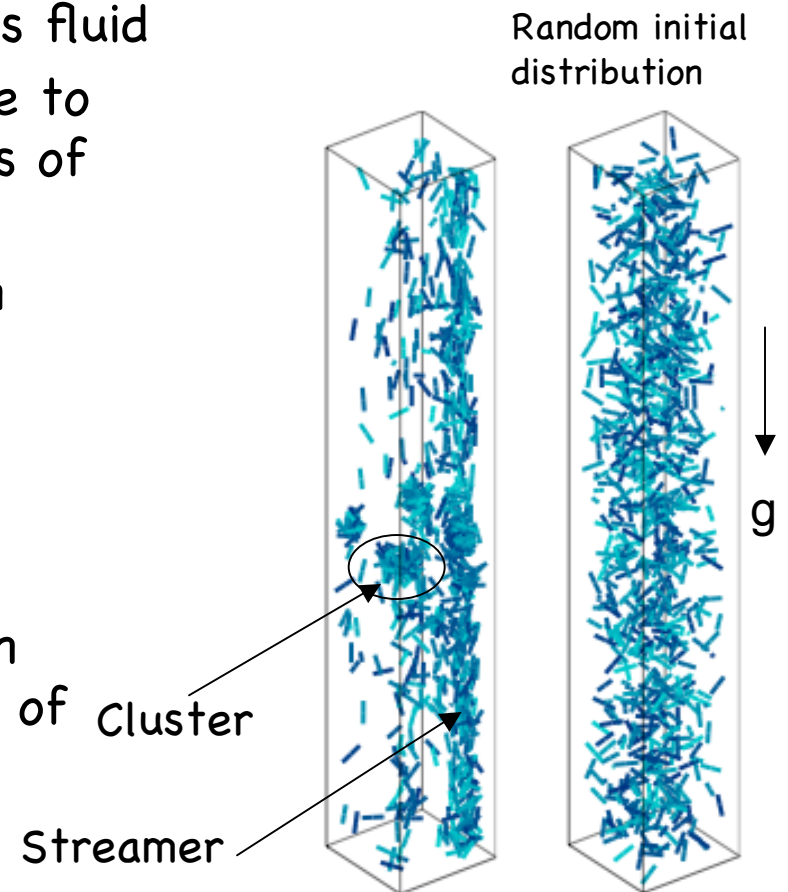 s fluid
e to
s of
n
n
of
Random initial
distribution
g
Cluster
Streamer